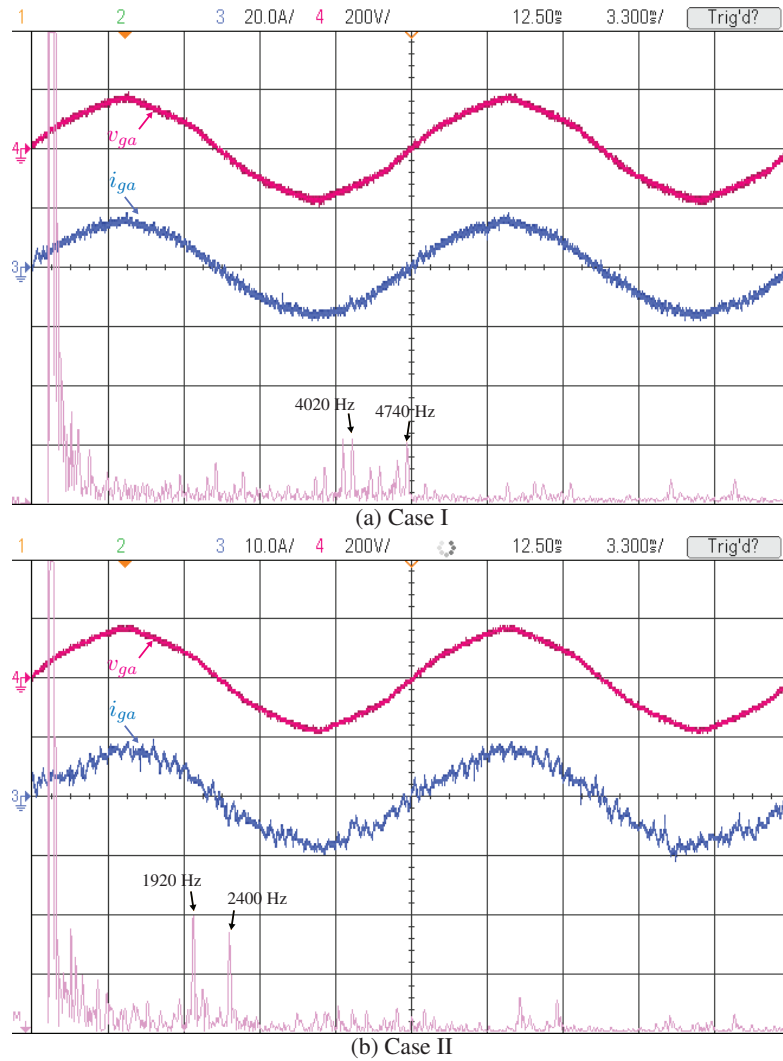 1 2 3 20.0A/ 4 200V/ 12.50ms 3.300ms/ Trig'd?
4
v_ga
i_ga
3
4020 Hz 4740 Hz
M
(a) Case I
1 2 3 10.0A/ 4 200V/ 12.50ms 3.300ms/ Trig'd?
4
v_ga
i_ga
3
1920 Hz
2400 Hz
M
(b) Case II